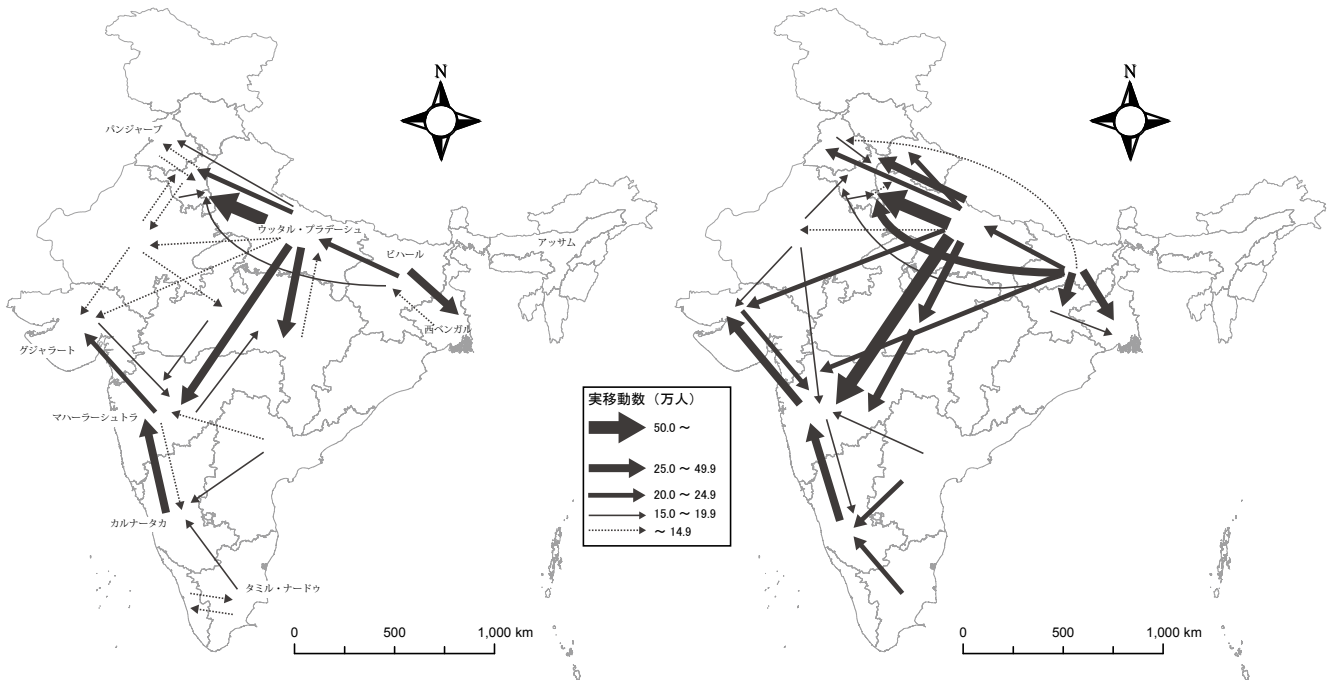 N
パンジャーブ
ウッタル・プラデーシュ
ビハール
アッサム
西ベンガル
グジャラート
マハーラーシュトラ
カルナータカ
タミル・ナードゥ
0 500 1,000 km
実移動数(万人)
50.0 ~
25.0 ~ 49.9
20.0 ~ 24.9
15.0 ~ 19.9
~ 14.9
N
0 500 1,000 km